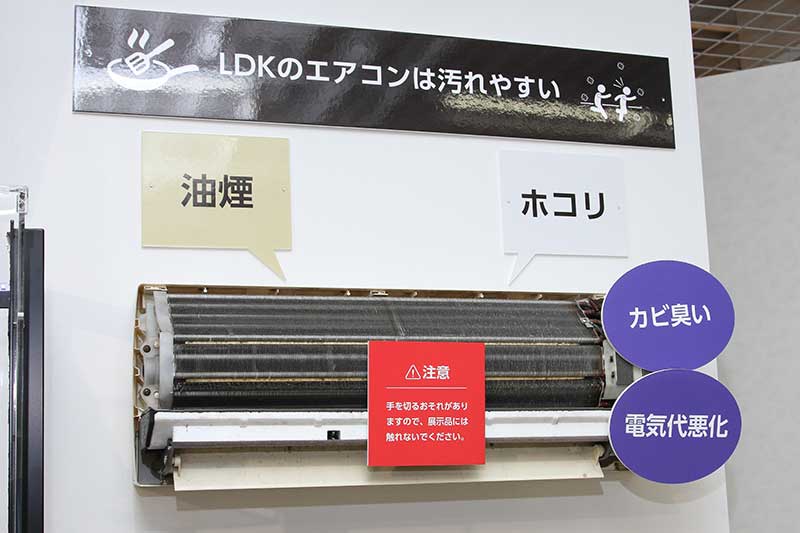 LDKのエアコンは汚れやすい
油煙
ホコリ
カビ臭い
電気代悪化
⚠注意
手を切るおそれがあり
ますので、展示品には
触れないでください。